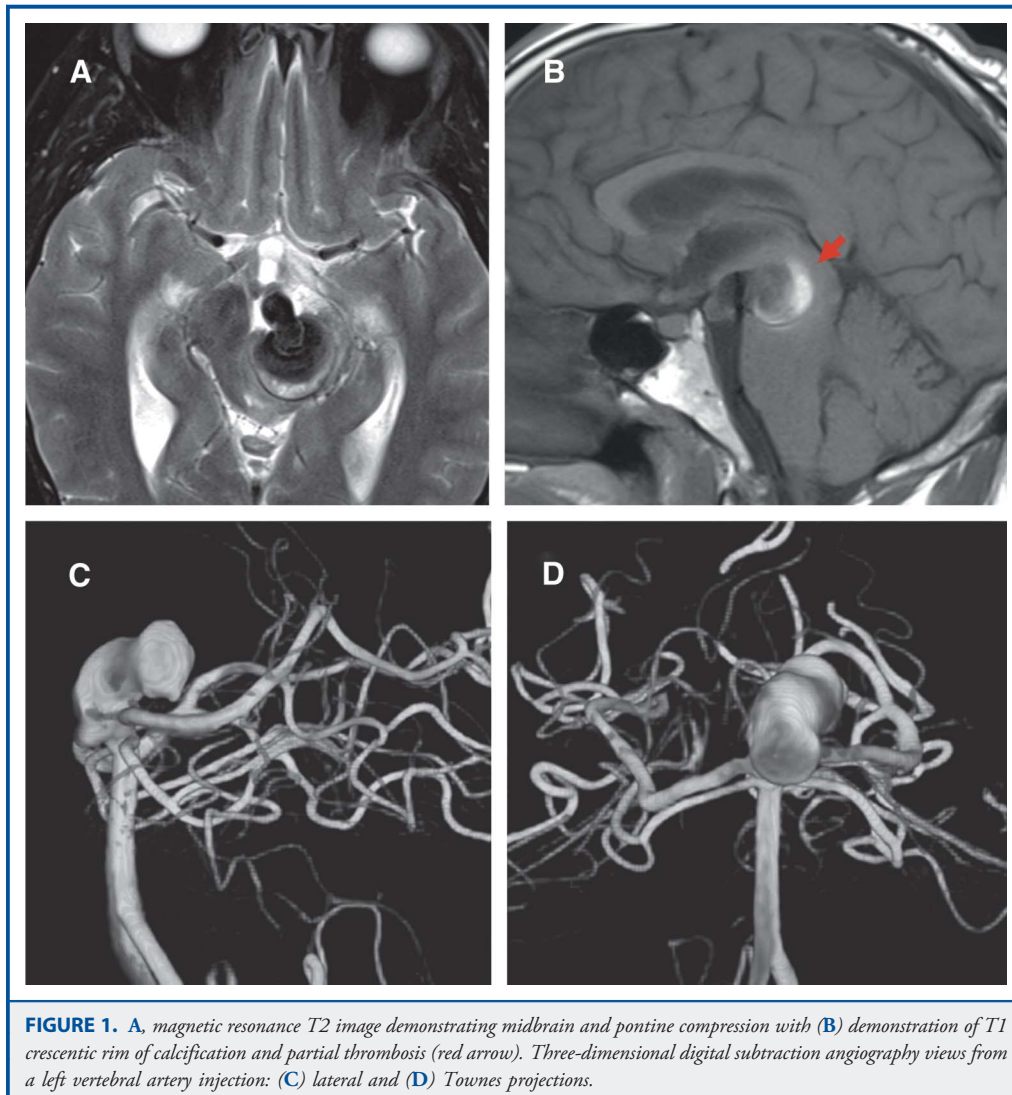 A
B
C
D
FIGURE 1. A, magnetic resonance T2 image demonstrating midbrain and pontine compression with (B) demonstration of T1
crescentic rim of calcification and partial thrombosis (red arrow). Three-dimensional digital subtraction angiography views from
a left vertebral artery injection: (C) lateral and (D) Townes projections.